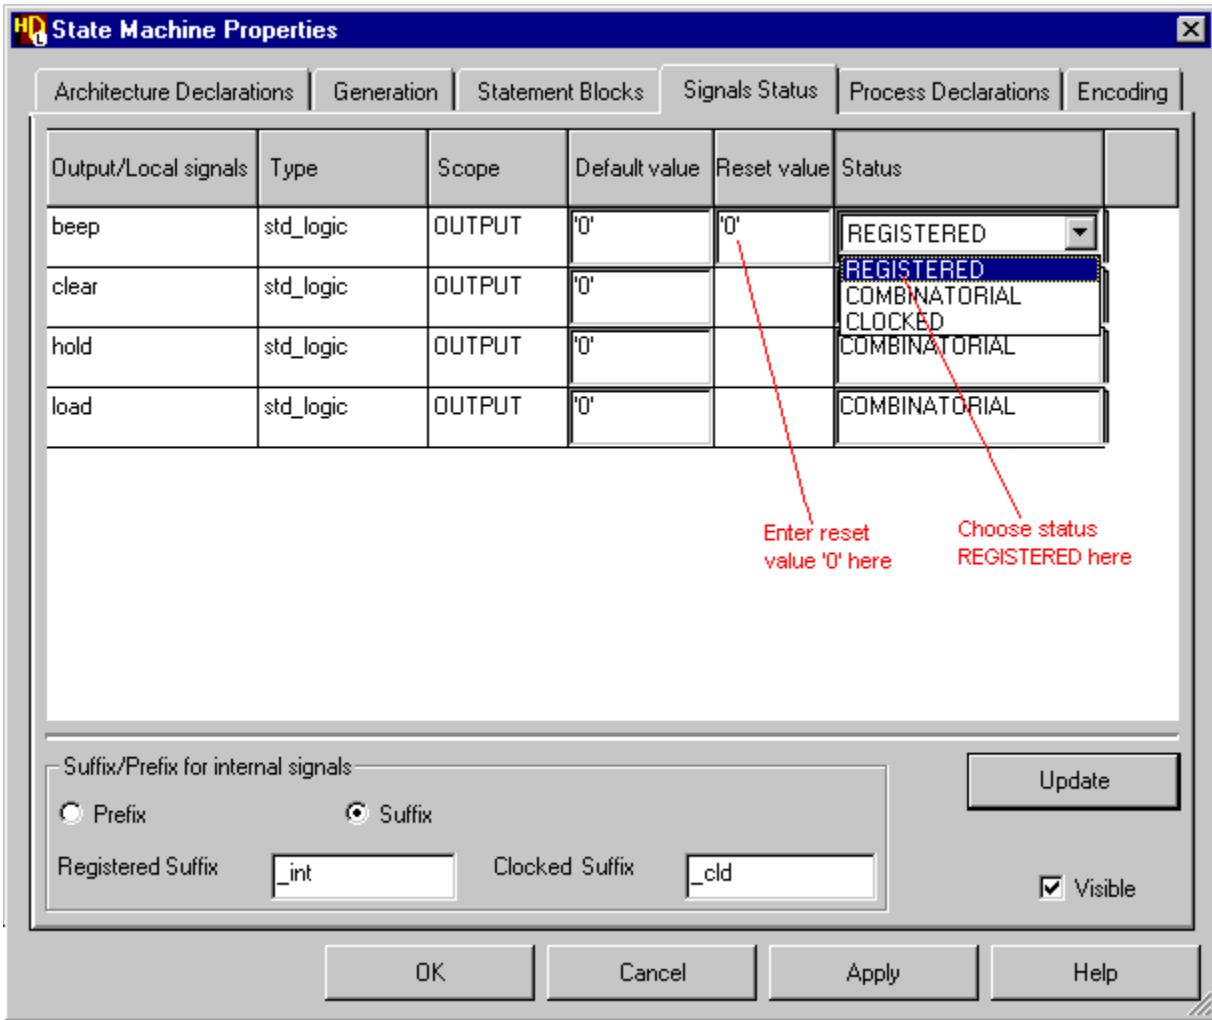 HD L State Machine Properties
Architecture Declarations Generation Statement Blocks Signals Status Process Declarations Encoding
Output/Local signals Type Scope Default value Reset value Status
beep std_logic OUTPUT '0' '0' REGISTERED
REGISTERED
clear std_logic OUTPUT '0' COMBINATORIAL
CLOCKED
hold std_logic OUTPUT '0' COMBINATORIAL
load std_logic OUTPUT '0' COMBINATORIAL
Enter reset
value '0' here
Choose status
REGISTERED here
Suffix/Prefix for internal signals
Prefix Suffix
Registered Suffix _int Clocked Suffix _cld
Update
Visible
OK Cancel Apply Help